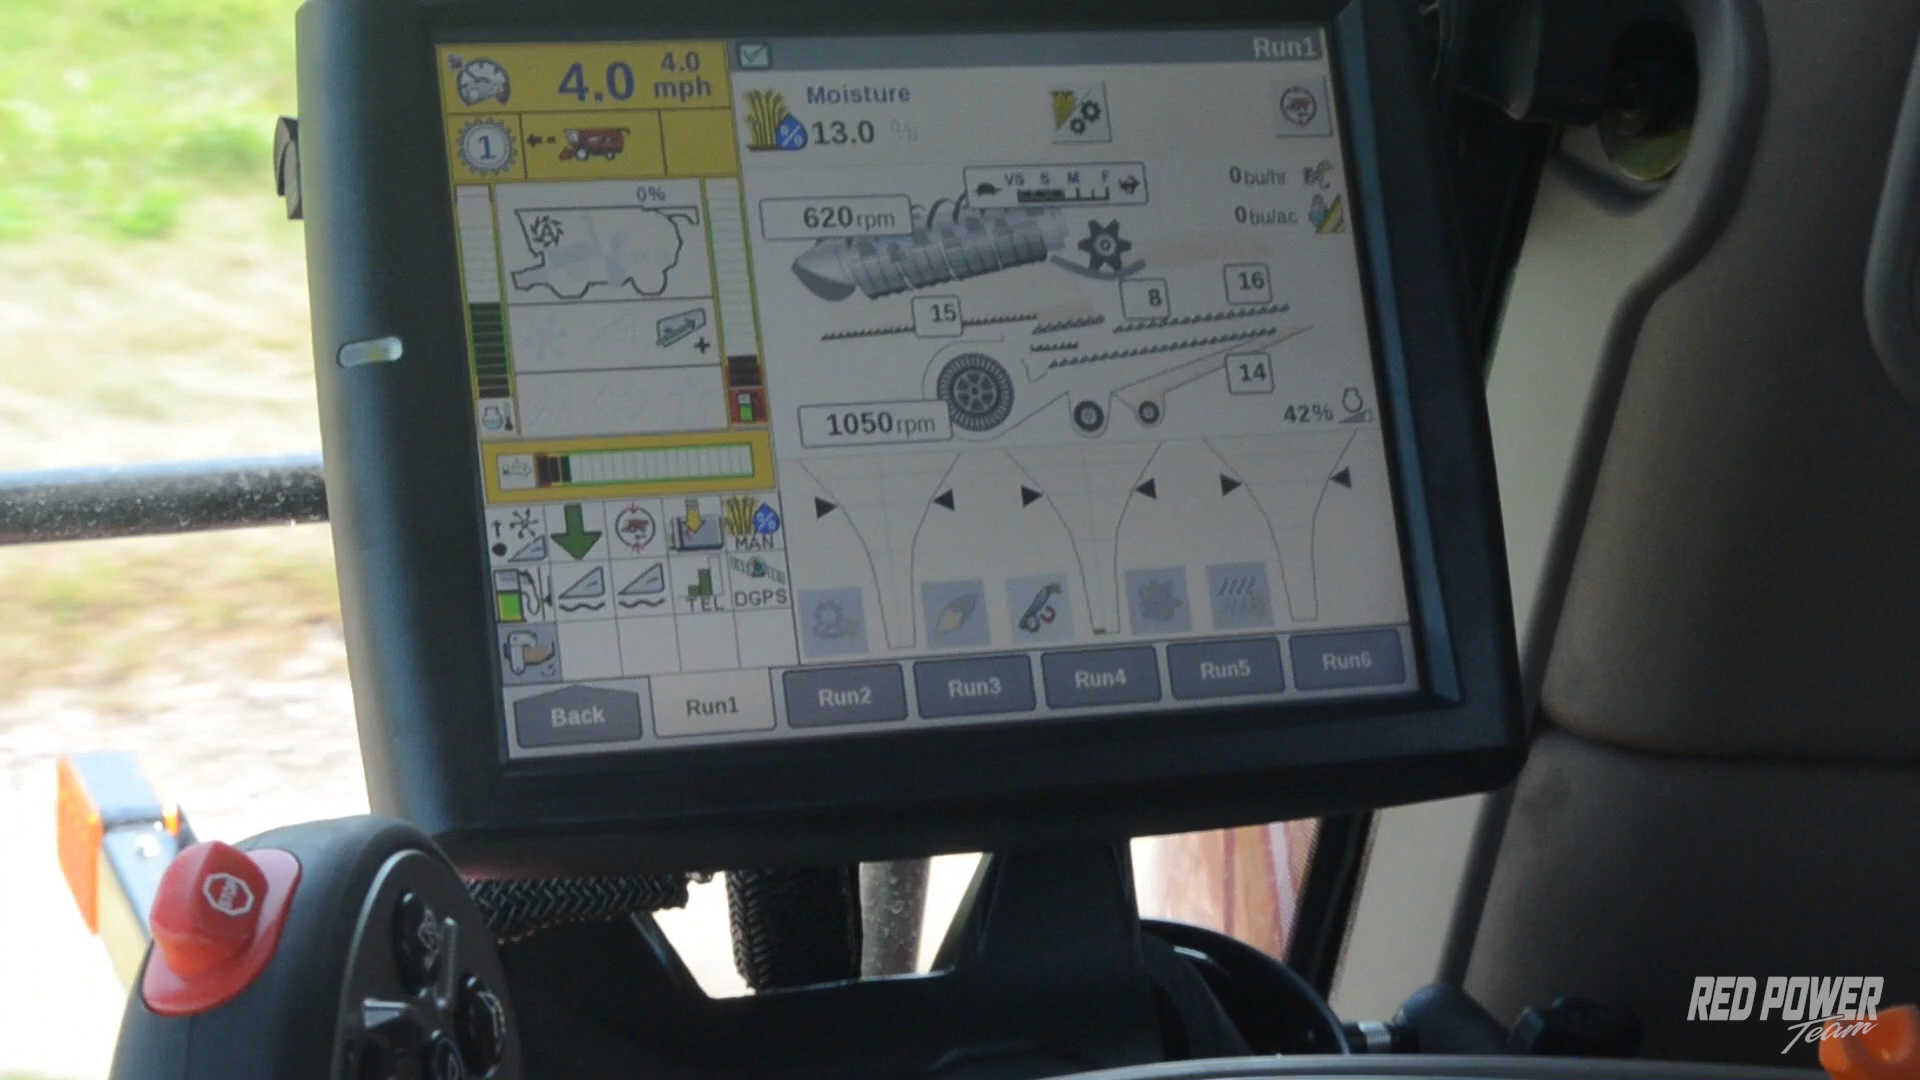 4.0
4.0
mph
1
0%
A
MAN
TEL
DGPS
Run1
Moisture
13.0 %
620 rpm
VS S M F
0 bu/hr
0 bu/ac
15
8
16
14
1050 rpm
42%
Back
Run1
Run2
Run3
Run4
Run5
Run6
STOP
RED POWER
Team